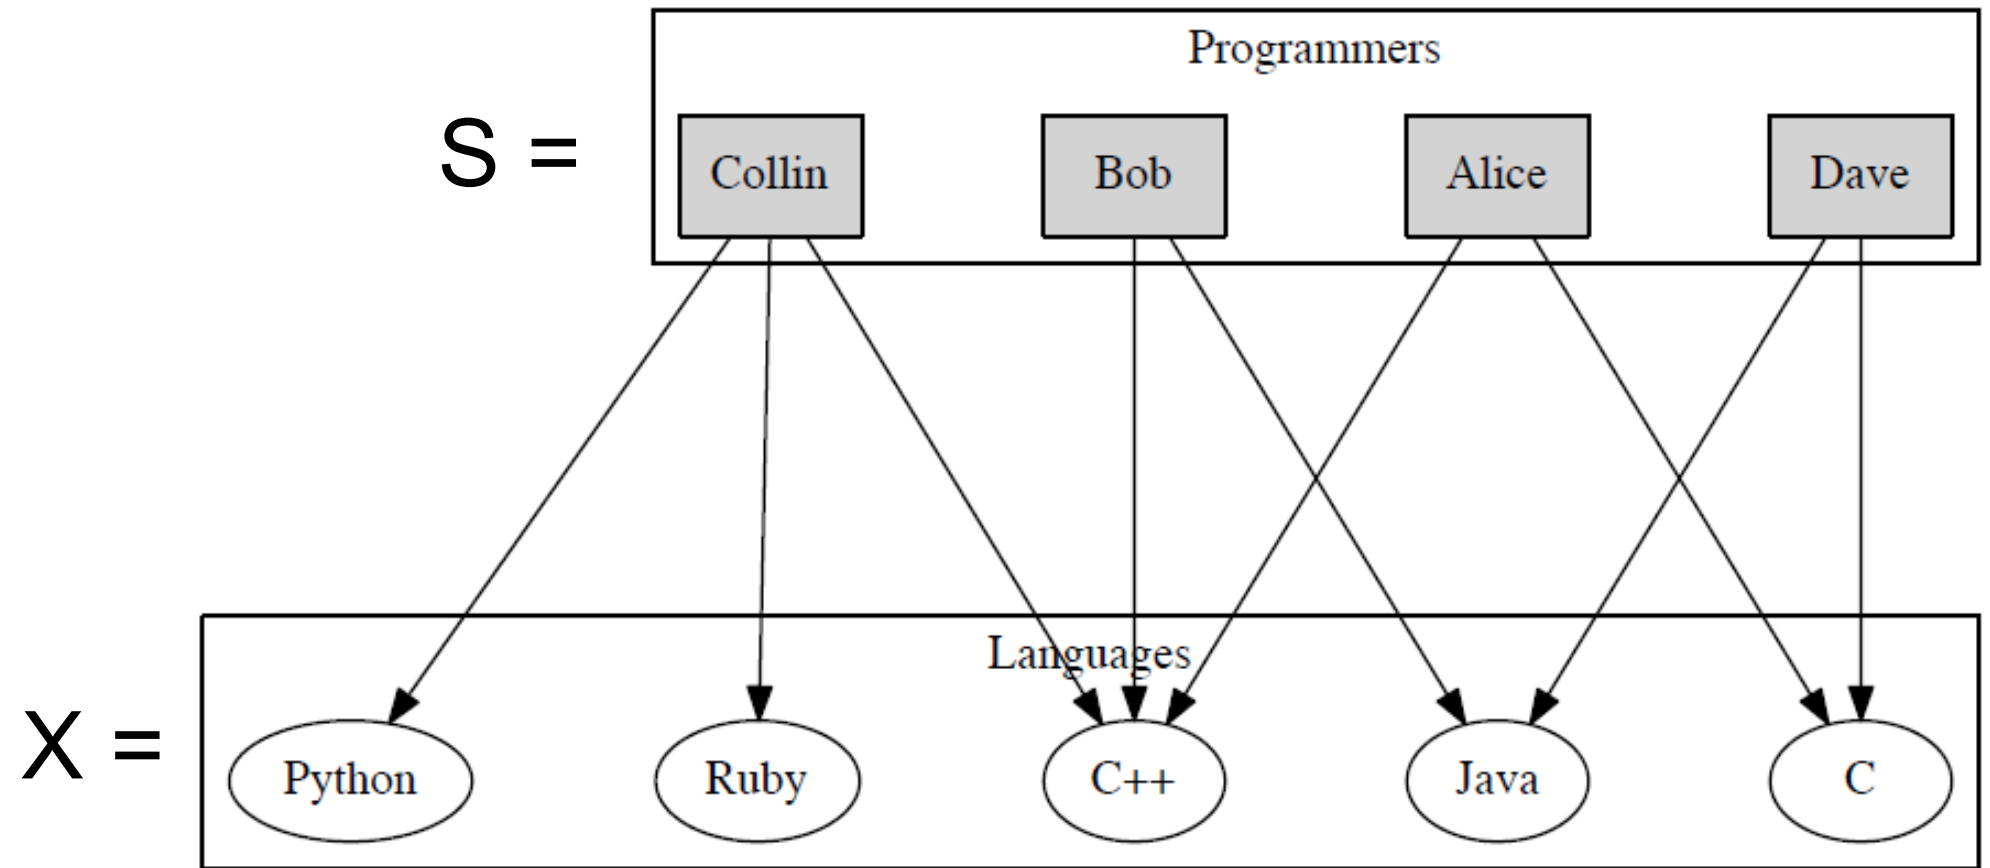 Programmers
S =
Collin
Bob
Alice
Dave
Languages
X =
Python
Ruby
C++
Java
C